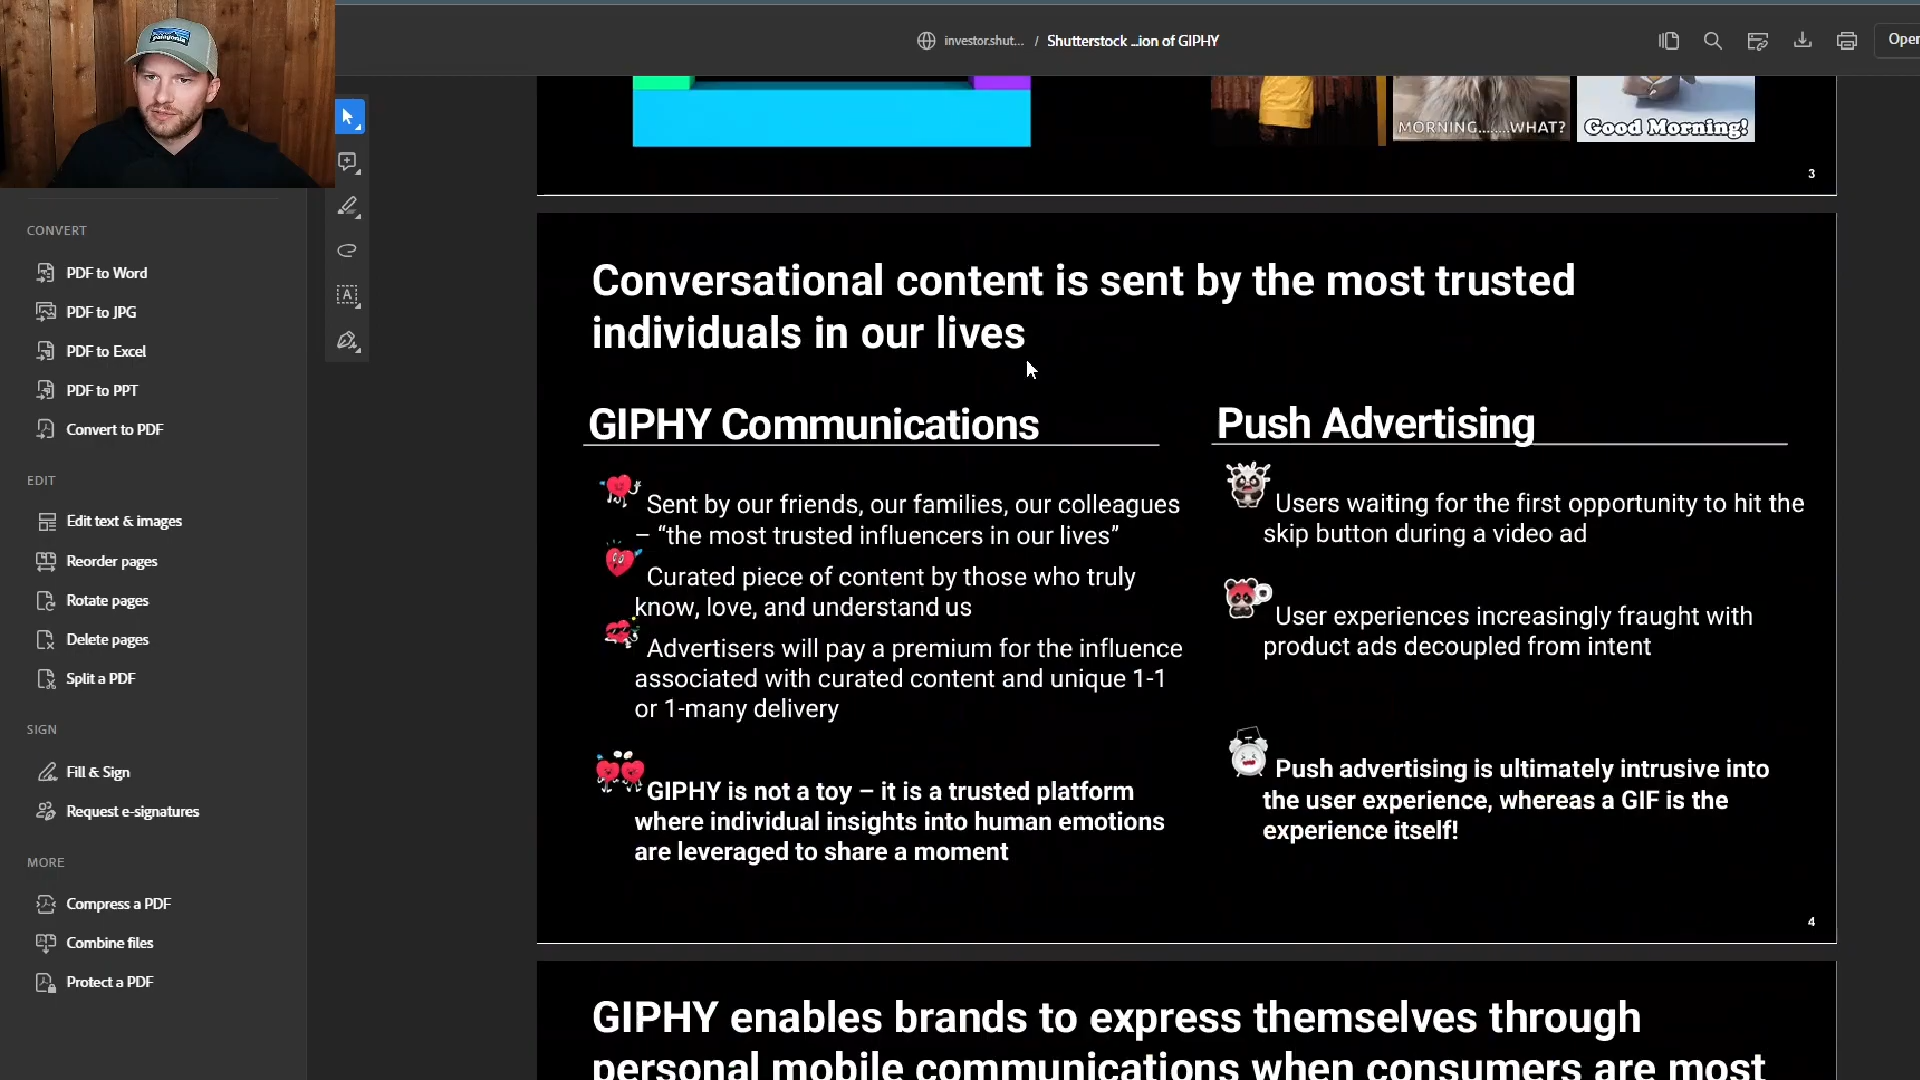 patagonia
investor.shut...
/
Shutterstock ...ion of GIPHY
Open
CONVERT
PDF to Word
PDF to JPG
PDF to Excel
PDF to PPT
Convert to PDF
EDIT
Edit text & images
Reorder pages
Rotate pages
Delete pages
Split a PDF
SIGN
Fill & Sign
Request e-signatures
MORE
Compress a PDF
Combine files
Protect a PDF
MORNING.......WHAT?
Good Morning!
3
Conversational content is sent by the most trusted
individuals in our lives
GIPHY Communications
Sent by our friends, our families, our colleagues
– “the most trusted influencers in our lives”
Curated piece of content by those who truly
know, love, and understand us
Advertisers will pay a premium for the influence
associated with curated content and unique 1-1
or 1-many delivery
GIPHY is not a toy – it is a trusted platform
where individual insights into human emotions
are leveraged to share a moment
Push Advertising
Users waiting for the first opportunity to hit the
skip button during a video ad
User experiences increasingly fraught with
product ads decoupled from intent
Push advertising is ultimately intrusive into
the user experience, whereas a GIF is the
experience itself!
4
GIPHY enables brands to express themselves through
personal mobile communications when consumers are most